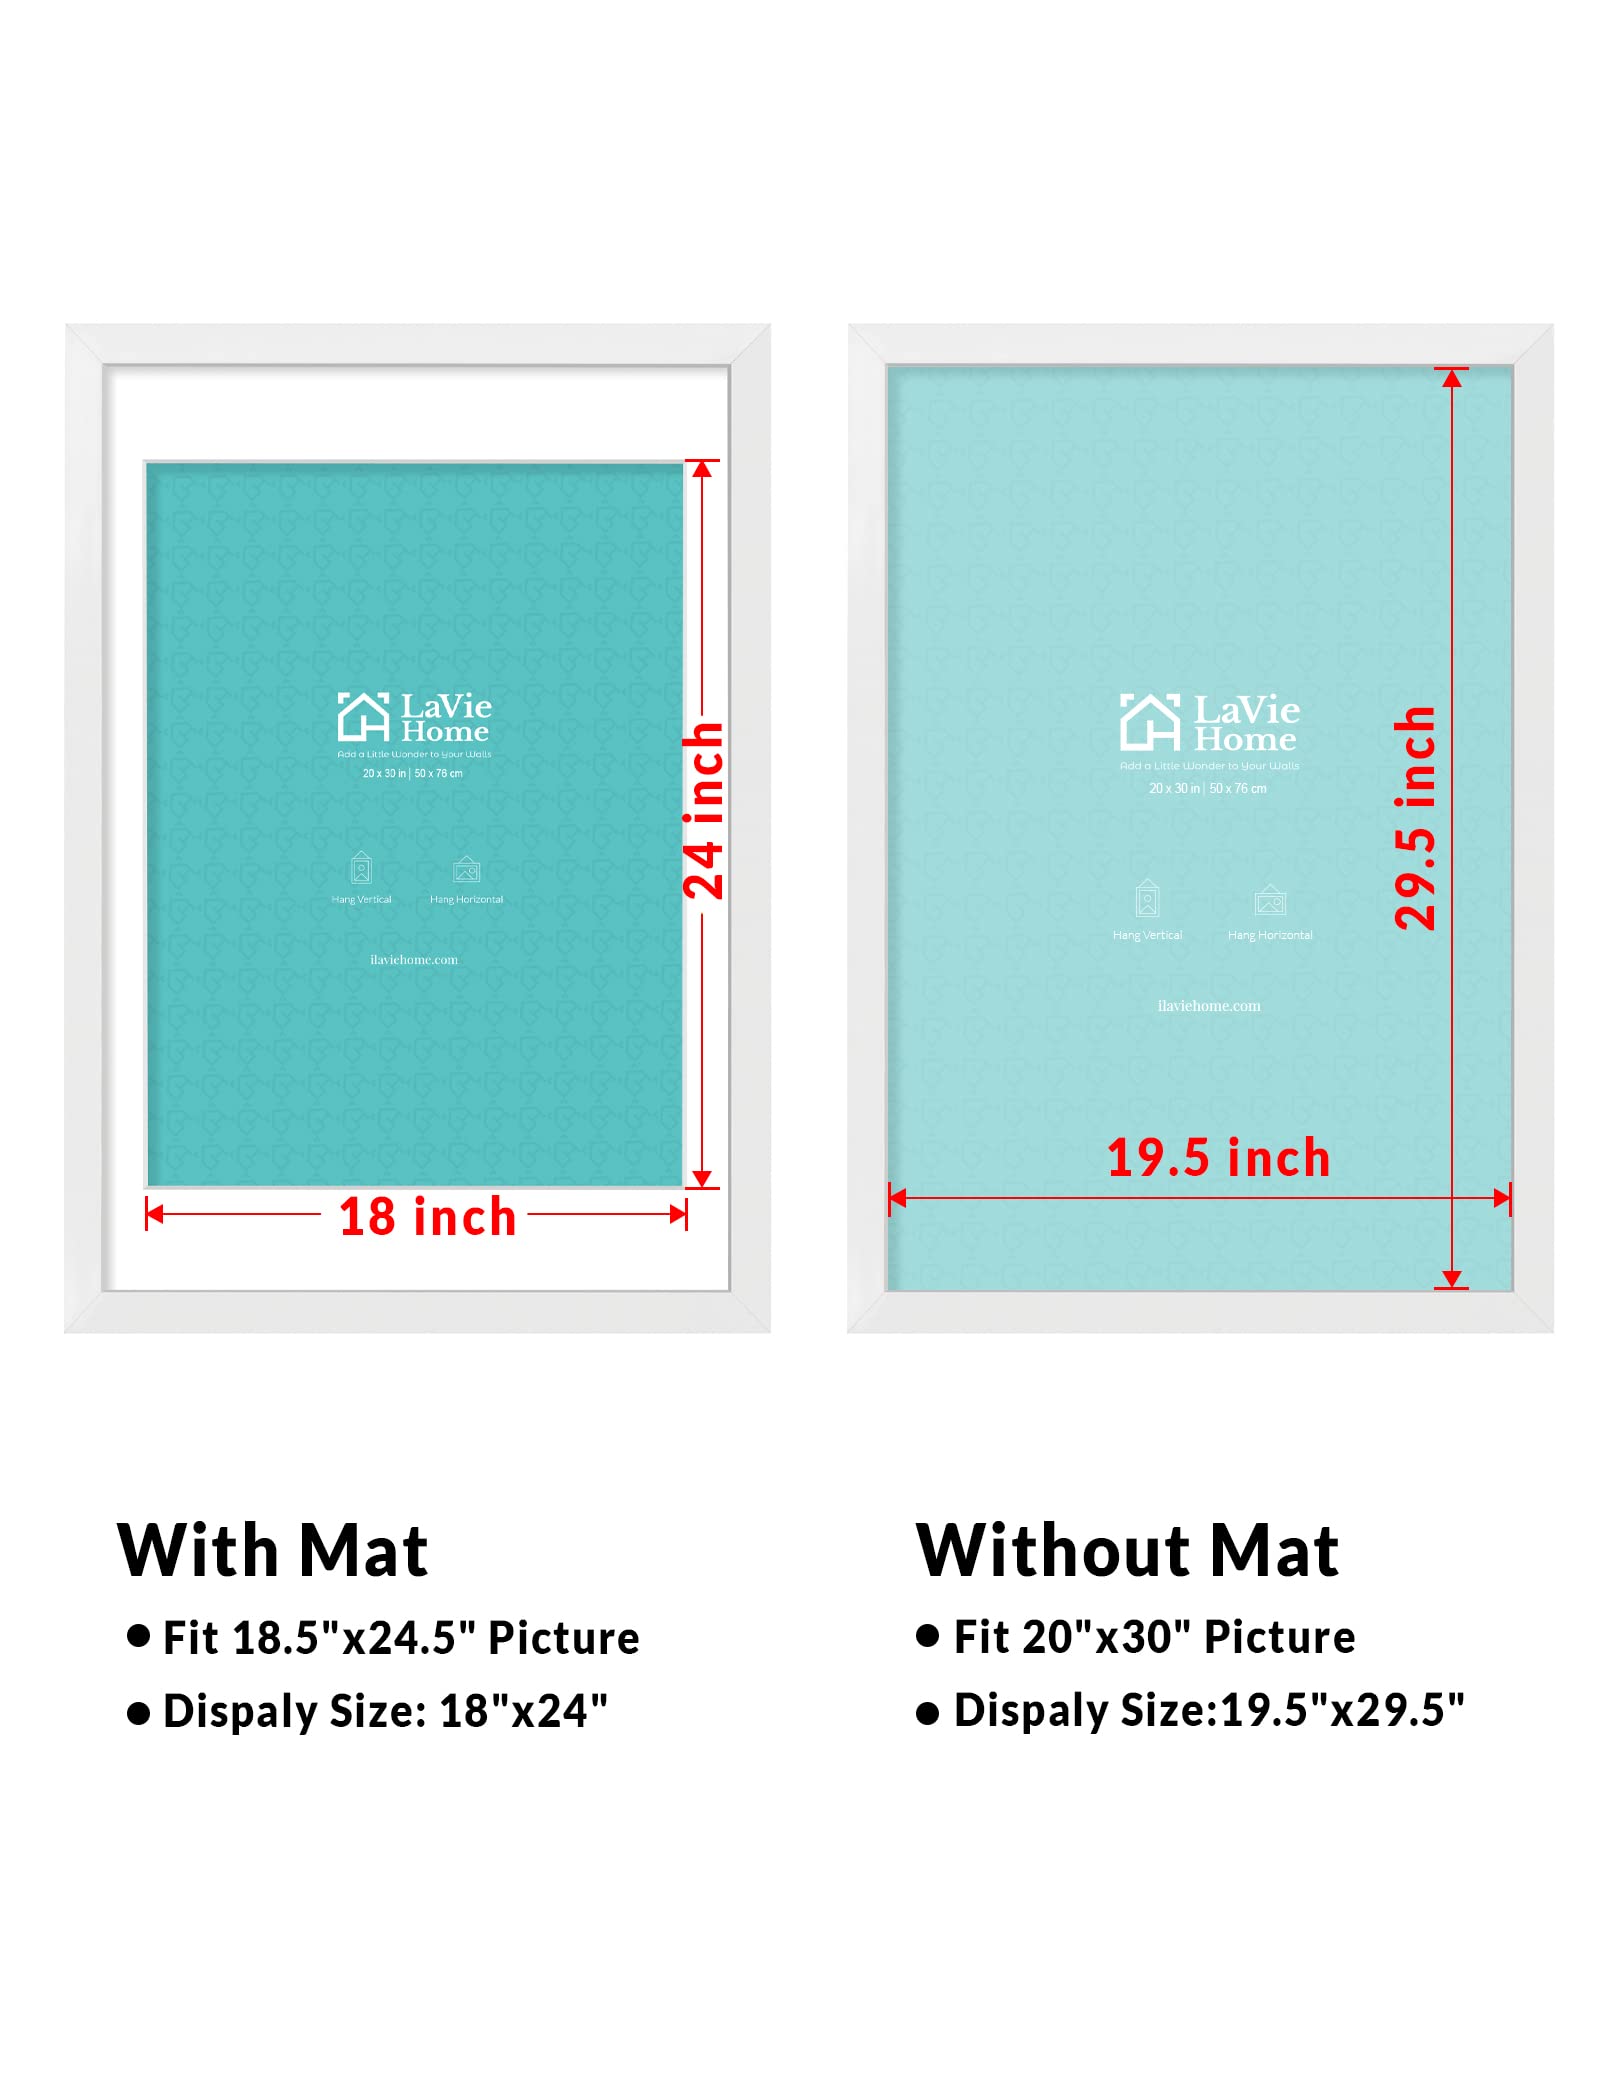 LaVie
Home
Add a Little Wonder to Your Walls
20 x 30 in | 50 x 76 cm
Hang Vertical
Hang Horizontal
ilaviehome.com
24 inch
18 inch
LaVie
Home
Add a Little Wonder to Your Walls
20 x 30 in | 50 x 76 cm
Hang Vertical
Hang Horizontal
ilaviehome.com
29.5 inch
19.5 inch
With Mat
● Fit 18.5"x24.5" Picture
● Dispaly Size: 18"x24"
Without Mat
● Fit 20"x30" Picture
● Dispaly Size:19.5"x29.5"